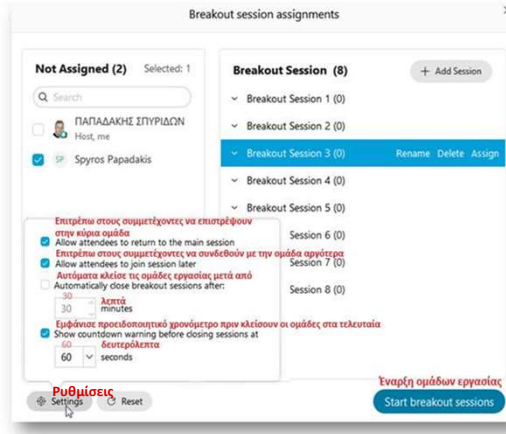 Breakout session assignments
Not Assigned (2) Selected: 1
Search
ΠΑΠΑΔΑΚΗΣ ΣΠΥΡΙΔΩΝ
Host, me
SP Spyros Papadakis
Breakout Session (8) + Add Session
Breakout Session 1 (0)
Breakout Session 2 (0)
Breakout Session 3 (0) Rename Delete Assign
Breakout Session 4 (0)
Breakout Session 5 (0)
Session 6 (0)
Session 7 (0)
Session 8 (0)
Επιτρέπω στους συμμετέχοντες να επιστρέψουν
στην κύρια ομάδα
Allow attendees to return to the main session
Επιτρέπω στους συμμετέχοντες να συνδεθούν με την ομάδα αργότερα
Allow attendees to join session later
Αυτόματα κλείσε τις ομάδες εργασίας μετά από
Automatically close breakout sessions after:
30 λεπτά
30 minutes
Εμφάνισε προειδοποιητικό χρονόμετρο πριν κλείσουν οι ομάδες στα τελευταία
Show countdown warning before closing sessions at
60 δευτερόλεπτα
60 seconds
Ρυθμίσεις
Settings Reset
Έναρξη ομάδων εργασίας
Start breakout sessions